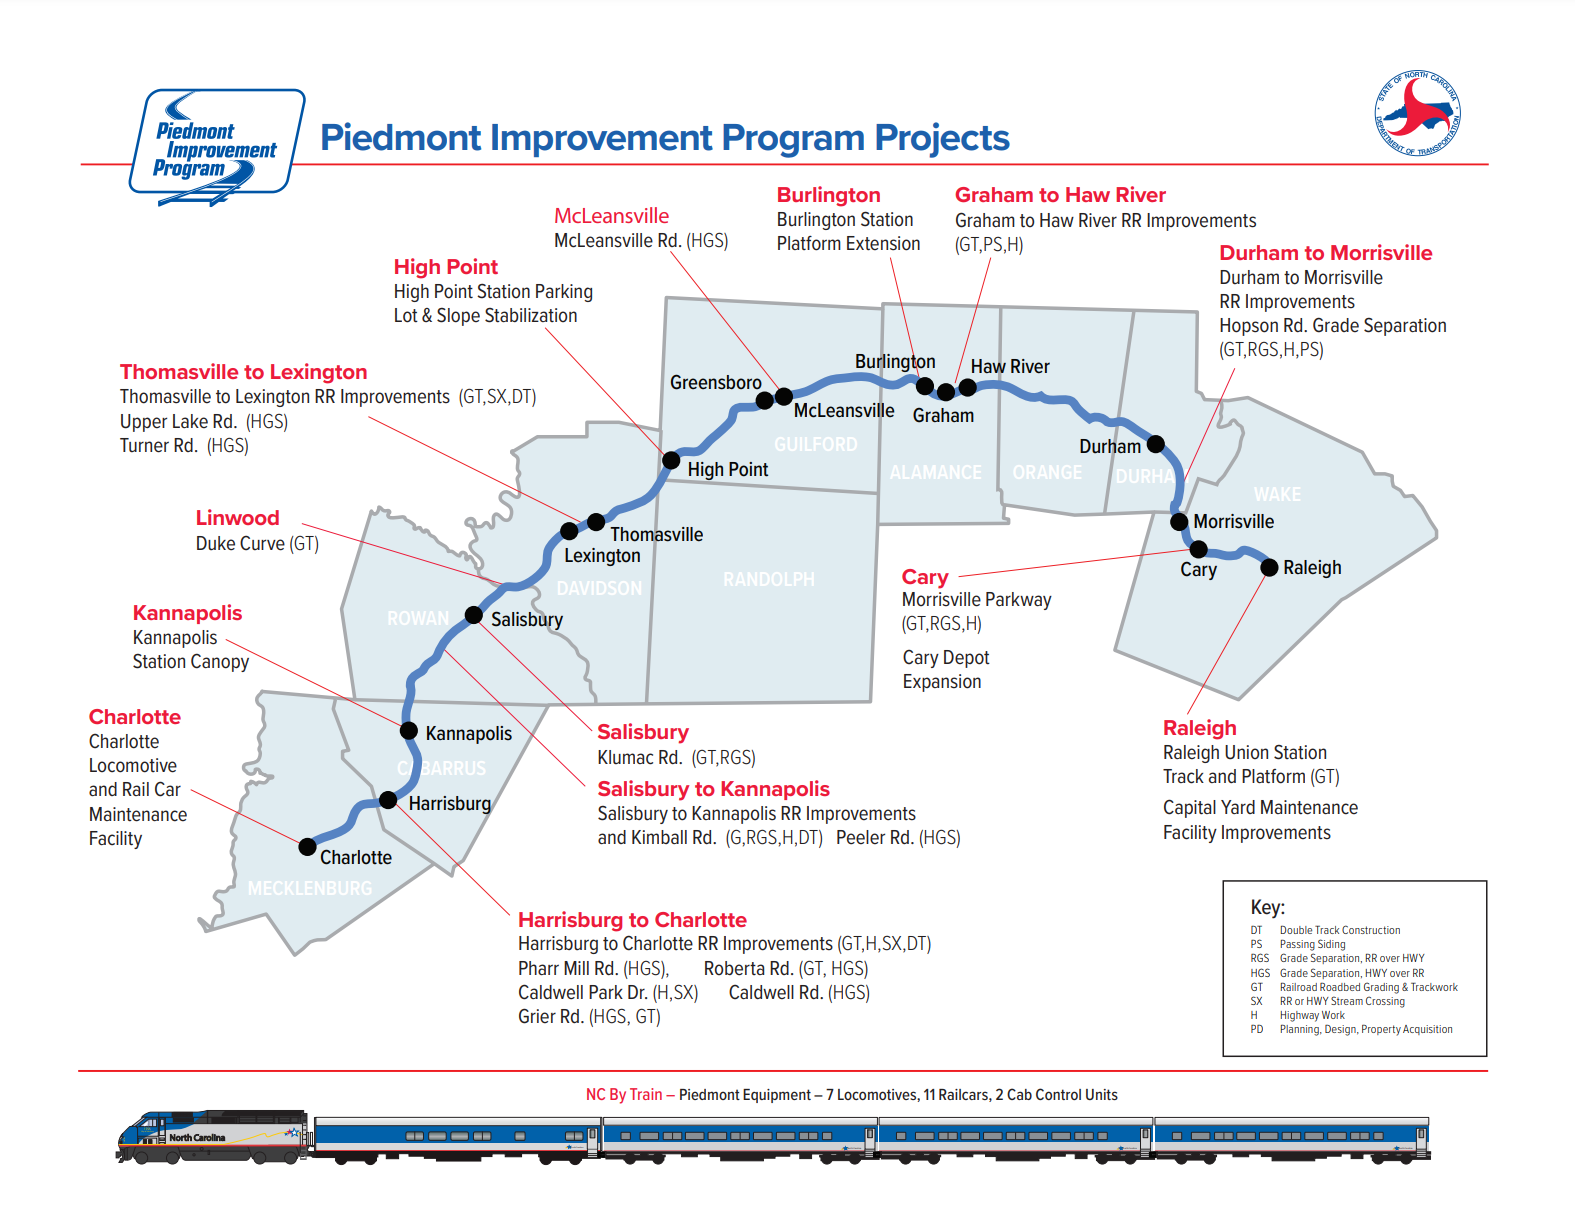 Piedmont
Improvement
Program
Piedmont Improvement Program Projects
STATE OF NORTH CAROLINA
DEPARTMENT OF TRANSPORTATION
Burlington
Burlington Station
Platform Extension
Graham to Haw River
Graham to Haw River RR Improvements
(GT,PS,H)
McLeansville
McLeansville Rd. (HGS)
Durham to Morrisville
Durham to Morrisville
RR Improvements
Hopson Rd. Grade Separation
(GT,RGS,H,PS)
High Point
High Point Station Parking
Lot & Slope Stabilization
Thomasville to Lexington
Thomasville to Lexington RR Improvements (GT,SX,DT)
Upper Lake Rd. (HGS)
Turner Rd. (HGS)
Linwood
Duke Curve (GT)
Kannapolis
Kannapolis
Station Canopy
Charlotte
Charlotte
Locomotive
and Rail Car
Maintenance
Facility
Burlington
Haw River
Greensboro
McLeansville
Graham
GUILFORD
Durham
High Point
ALAMANCE
ORANGE
DURHA
WAKE
Morrisville
Thomasville
Lexington
Cary
Raleigh
RANDOLPH
DAVIDSON
ROWAN
Salisbury
Kannapolis
CABARRUS
Harrisburg
Charlotte
MECKLENBURG
Cary
Morrisville Parkway
(GT,RGS,H)
Cary Depot
Expansion
Raleigh
Raleigh Union Station
Track and Platform (GT)
Capital Yard Maintenance
Facility Improvements
Salisbury
Klumac Rd. (GT,RGS)
Salisbury to Kannapolis
Salisbury to Kannapolis RR Improvements
and Kimball Rd. (G,RGS,H,DT) Peeler Rd. (HGS)
Harrisburg to Charlotte
Harrisburg to Charlotte RR Improvements (GT,H,SX,DT)
Pharr Mill Rd. (HGS), Roberta Rd. (GT, HGS)
Caldwell Park Dr. (H,SX) Caldwell Rd. (HGS)
Grier Rd. (HGS, GT)
Key:
DT Double Track Construction
PS Passing Siding
RGS Grade Separation, RR over HWY
HGS Grade Separation, HWY over RR
GT Railroad Roadbed Grading & Trackwork
SX RR or HWY Stream Crossing
H Highway Work
PD Planning, Design, Property Acquisition
NC By Train – Piedmont Equipment – 7 Locomotives, 11 Railcars, 2 Cab Control Units
North Carolina